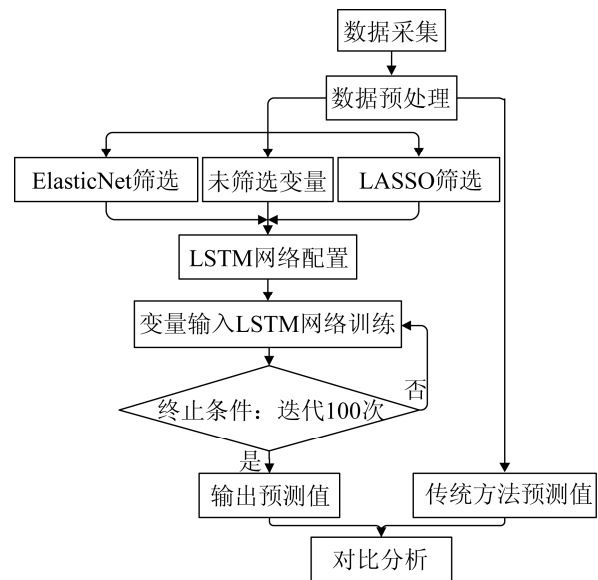 数据采集
数据预处理
ElasticNet筛选
未筛选变量
LASSO筛选
LSTM网络配置
变量输入LSTM网络训练
否
终止条件：迭代100次
是
输出预测值
传统方法预测值
对比分析